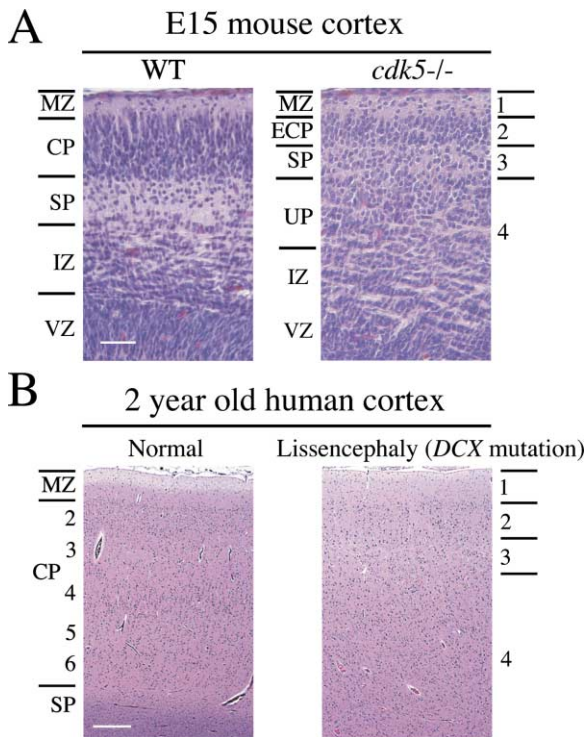 A
E15 mouse cortex
WT
cdk5-/-
MZ
CP
SP
IZ
VZ
MZ
ECP
SP
UP
IZ
VZ
1
2
3
4
B
2 year old human cortex
Normal
Lissencephaly (DCX mutation)
MZ
2
3
CP
4
5
6
SP
1
2
3
4